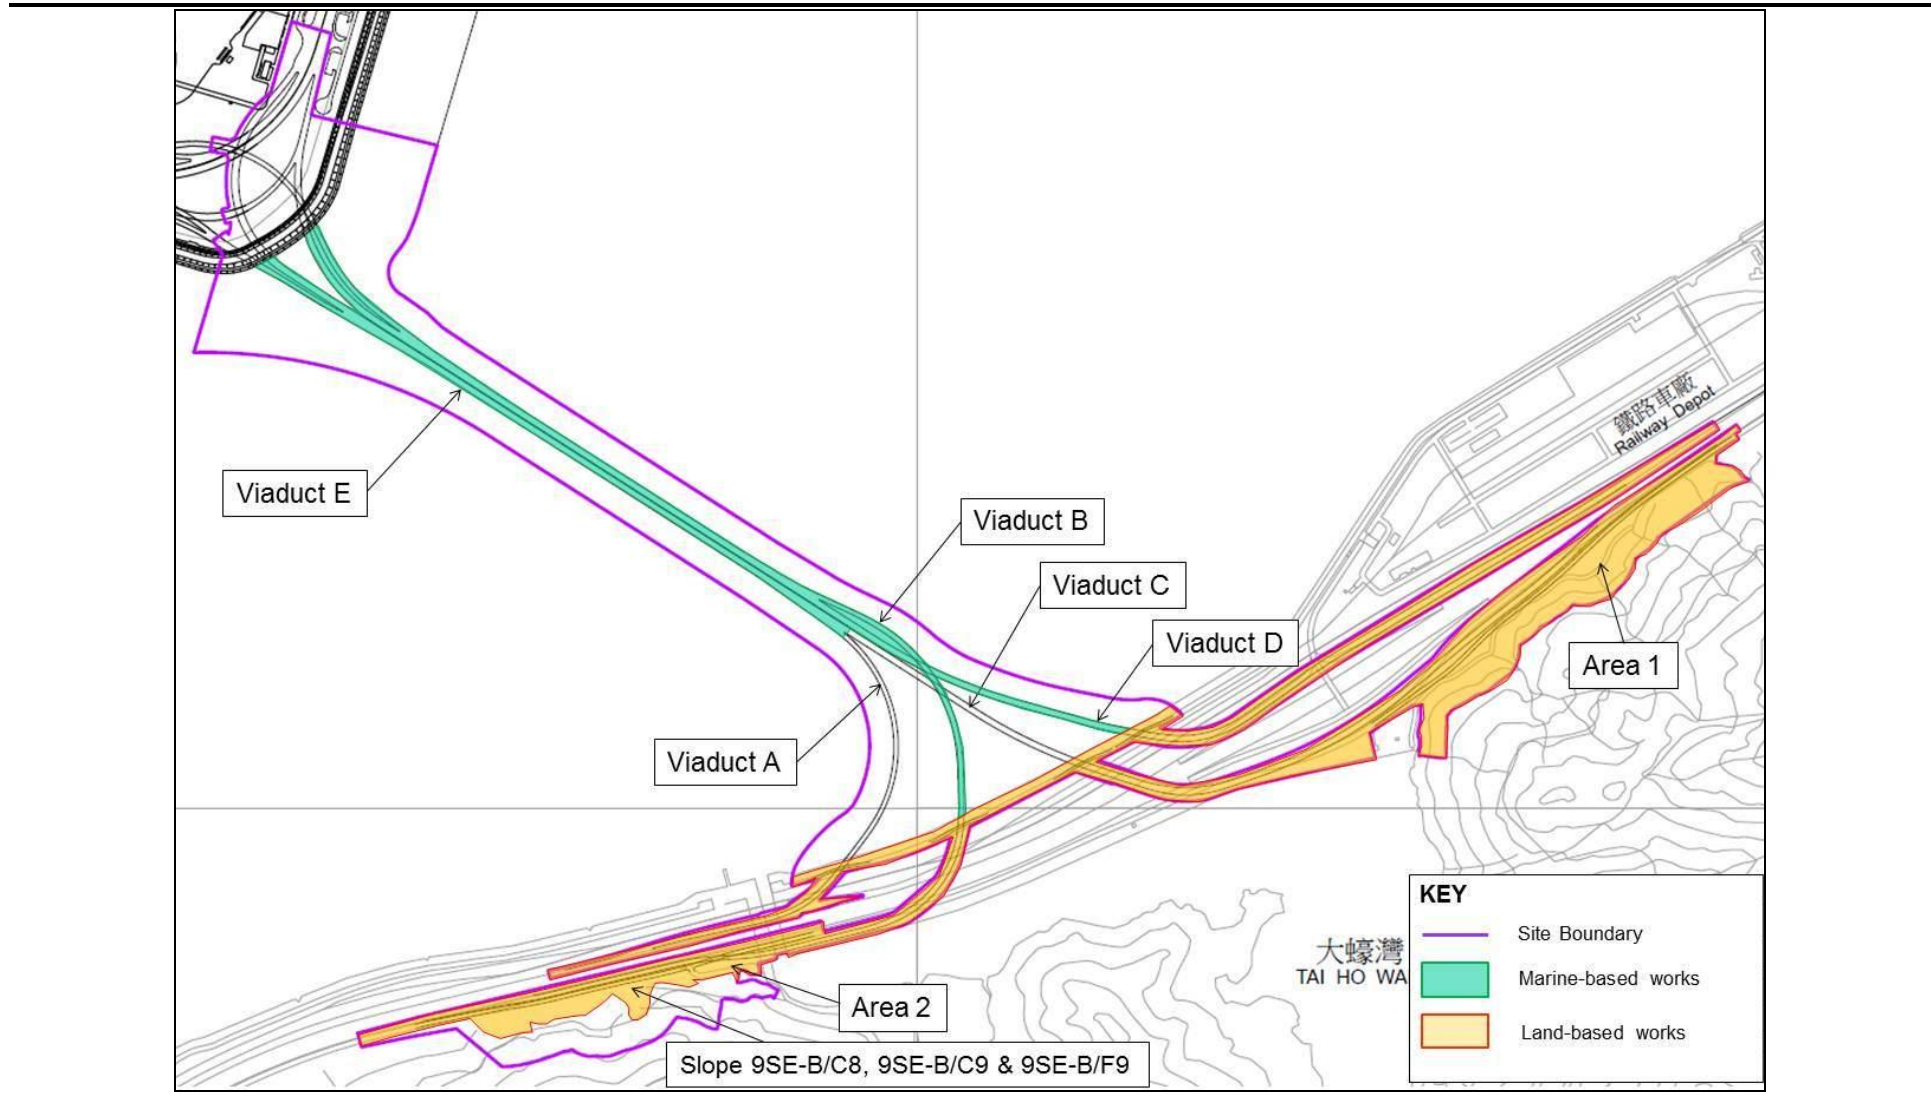 鐵路車廠
Railway Depot
Viaduct E
Viaduct B
Viaduct C
Viaduct D
Area 1
Viaduct A
KEY
Site Boundary
大蠔灣
TAI HO WA
Marine-based works
Area 2
Land-based works
Slope 9SE-B/C8, 9SE-B/C9 & 9SE-B/F9